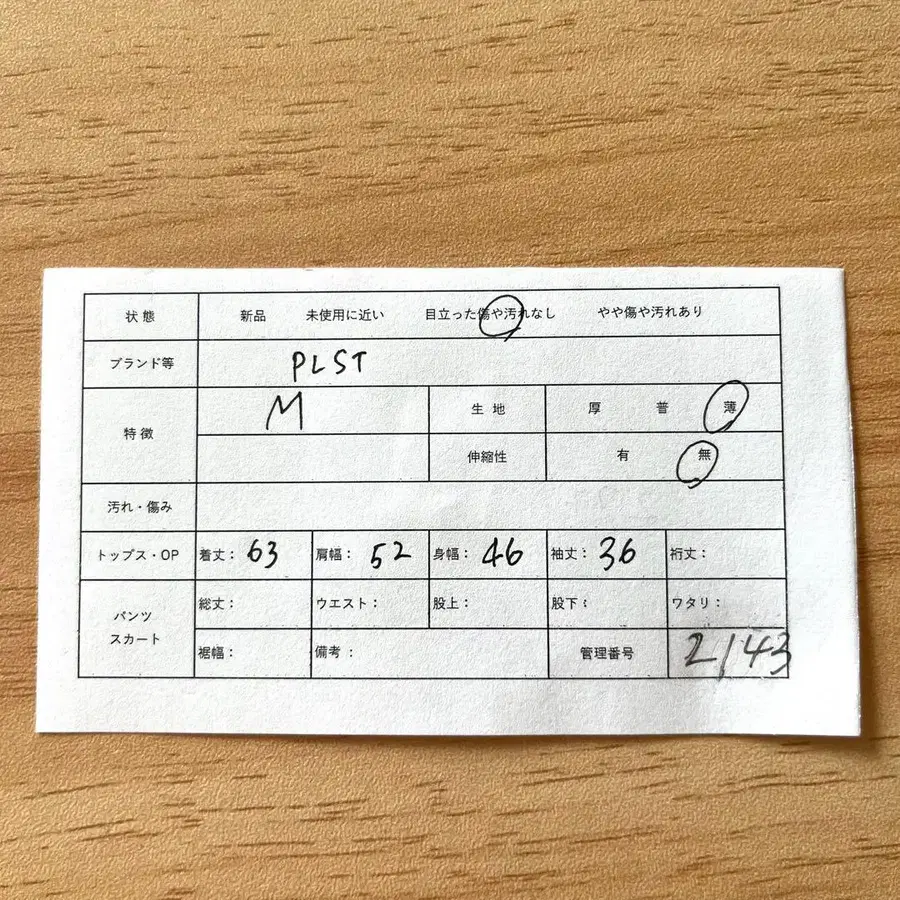 状態 新品 未使用に近い 目立った傷や汚れなし やや傷や汚れあり
ブランド等 PLST
特徴 M 生地 厚 普 薄
伸縮性 有 無
汚れ・傷み
トップス・OP 着丈： 63 肩幅： 52 身幅： 46 袖丈： 36 裄丈：
パンツ スカート 総丈： ウエスト： 股上： 股下： ワタリ：
裾幅： 備考： 管理番号 2143